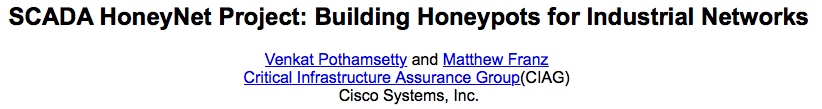 SCADA HoneyNet Project: Building Honeypots for Industrial Networks
Venkat Pothamsetty and Matthew Franz
Critical Infrastructure Assurance Group(CIAG)
Cisco Systems, Inc.